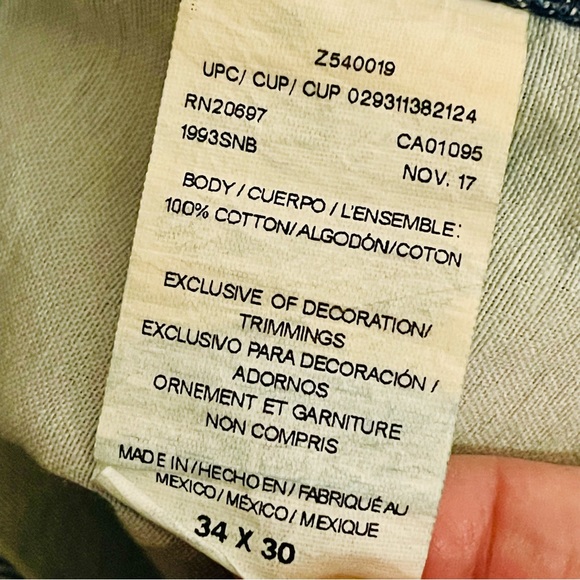 Z540019
UPC/ CUP/ CUP 029311382124
RN20697 CA01095
1993SNB NOV. 17
BODY / CUERPO / L'ENSEMBLE:
100% COTTON/ALGODÓN/COTON
EXCLUSIVE OF DECORATION/
TRIMMINGS
EXCLUSIVO PARA DECORACIÓN /
ADORNOS
ORNEMENT ET GARNITURE
NON COMPRIS
MADE IN / HECHO EN / FABRIQUÉ AU
MEXICO / MÉXICO / MEXIQUE
34 X 30